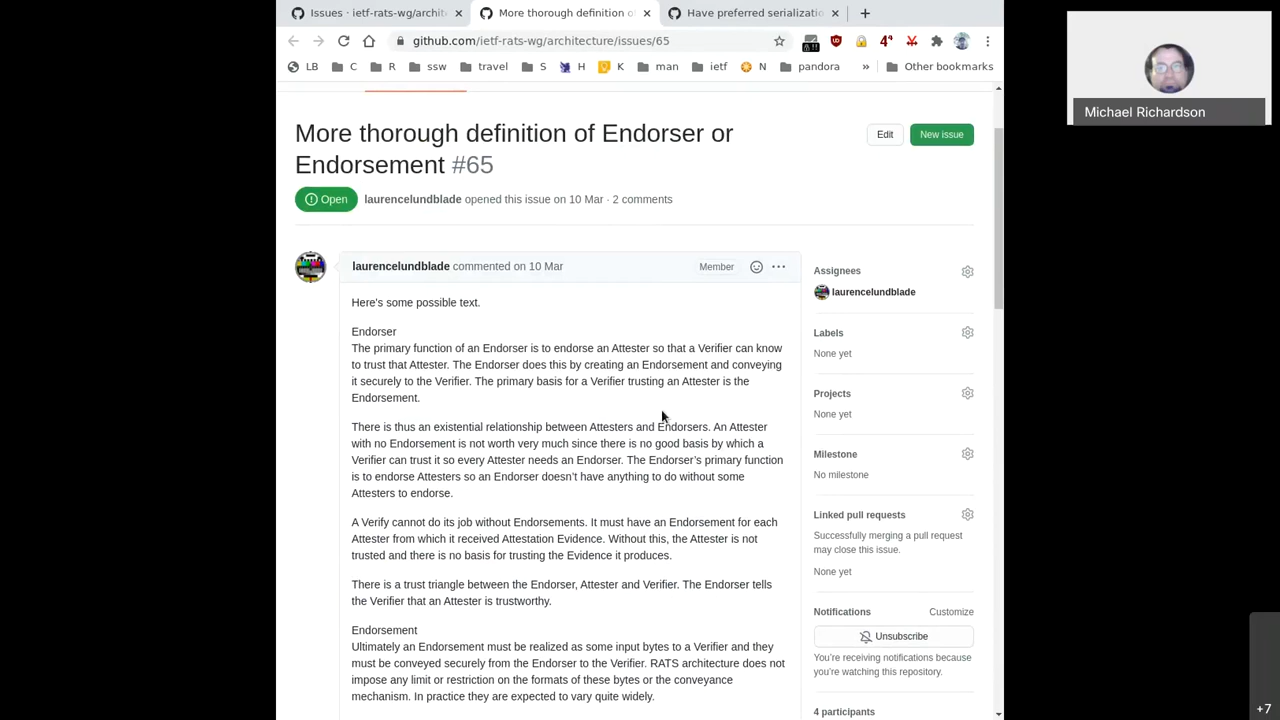 Issues · ietf-rats-wg/archite
More thorough definition o
Have preferred serializatio
github.com/ietf-rats-wg/architecture/issues/65
LB
C
R
ssw
travel
S
H
K
man
ietf
N
pandora
»
Other bookmarks
More thorough definition of Endorser or
Endorsement #65
Edit
New issue
Open
laurencelundblade opened this issue on 10 Mar · 2 comments
laurencelundblade commented on 10 Mar
Member
Here's some possible text.
Endorser
The primary function of an Endorser is to endorse an Attester so that a Verifier can know
to trust that Attester. The Endorser does this by creating an Endorsement and conveying
it securely to the Verifier. The primary basis for a Verifier trusting an Attester is the
Endorsement.
There is thus an existential relationship between Attesters and Endorsers. An Attester
with no Endorsement is not worth very much since there is no good basis by which a
Verifier can trust it so every Attester needs an Endorser. The Endorser's primary function
is to endorse Attesters so an Endorser doesn't have anything to do without some
Attesters to endorse.
A Verify cannot do its job without Endorsements. It must have an Endorsement for each
Attester from which it received Attestation Evidence. Without this, the Attester is not
trusted and there is no basis for trusting the Evidence it produces.
There is a trust triangle between the Endorser, Attester and Verifier. The Endorser tells
the Verifier that an Attester is trustworthy.
Endorsement
Ultimately an Endorsement must be realized as some input bytes to a Verifier and they
must be conveyed securely from the Endorser to the Verifier. RATS architecture does not
impose any limit or restriction on the formats of these bytes or the conveyance
mechanism. In practice they are expected to vary quite widely.
Assignees
laurencelundblade
Labels
None yet
Projects
None yet
Milestone
No milestone
Linked pull requests
Successfully merging a pull request
may close this issue.
None yet
Notifications
Customize
Unsubscribe
You're receiving notifications because
you're watching this repository.
4 participants
Michael Richardson
+7